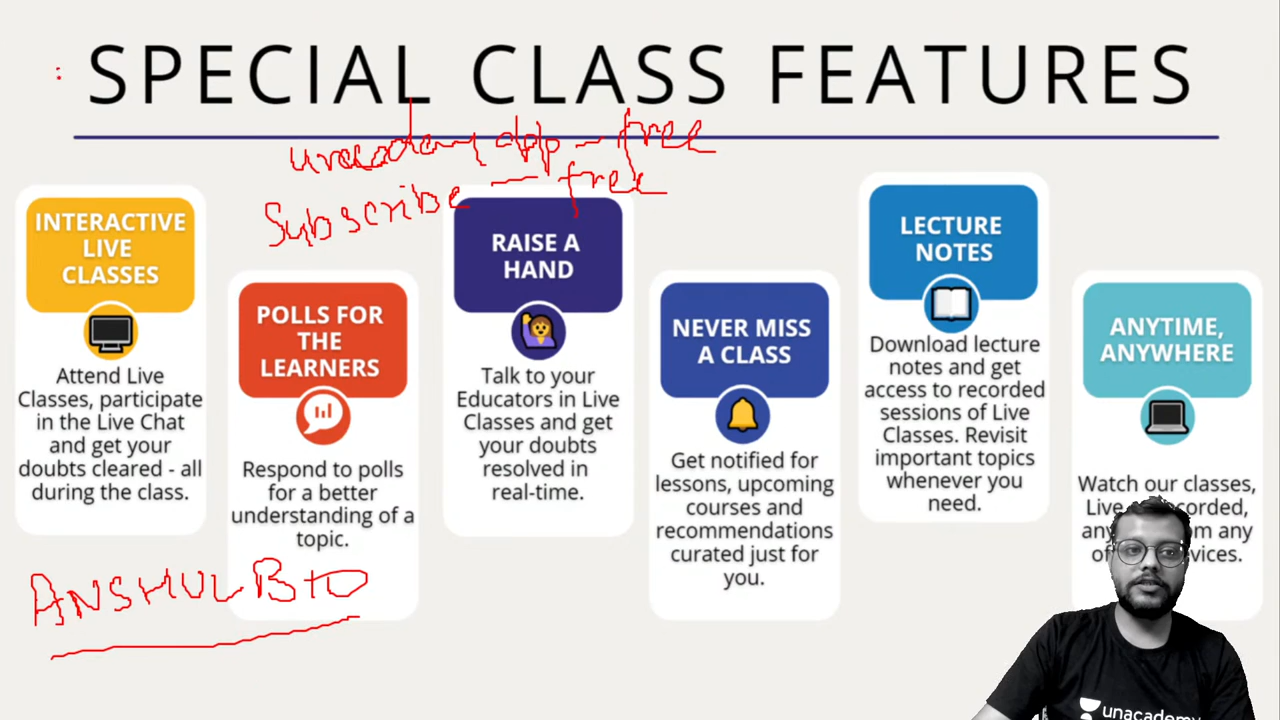 SPECIAL CLASS FEATURES
unacademy app - free
Subscribe - free
INTERACTIVE
LIVE
CLASSES
Attend Live
Classes, participate
in the Live Chat
and get your
doubts cleared - all
during the class.
POLLS FOR
THE
LEARNERS
Respond to polls
for a better
understanding of a
topic.
RAISE A
HAND
Talk to your
Educators in Live
Classes and get
your doubts
resolved in
real-time.
NEVER MISS
A CLASS
Get notified for
lessons, upcoming
courses and
recommendations
curated just for
you.
LECTURE
NOTES
Download lecture
notes and get
access to recorded
sessions of Live
Classes. Revisit
important topics
whenever you
need.
ANYTIME,
ANYWHERE
Watch our classes,
Live
any
of
ANSHULBIO
unacademy